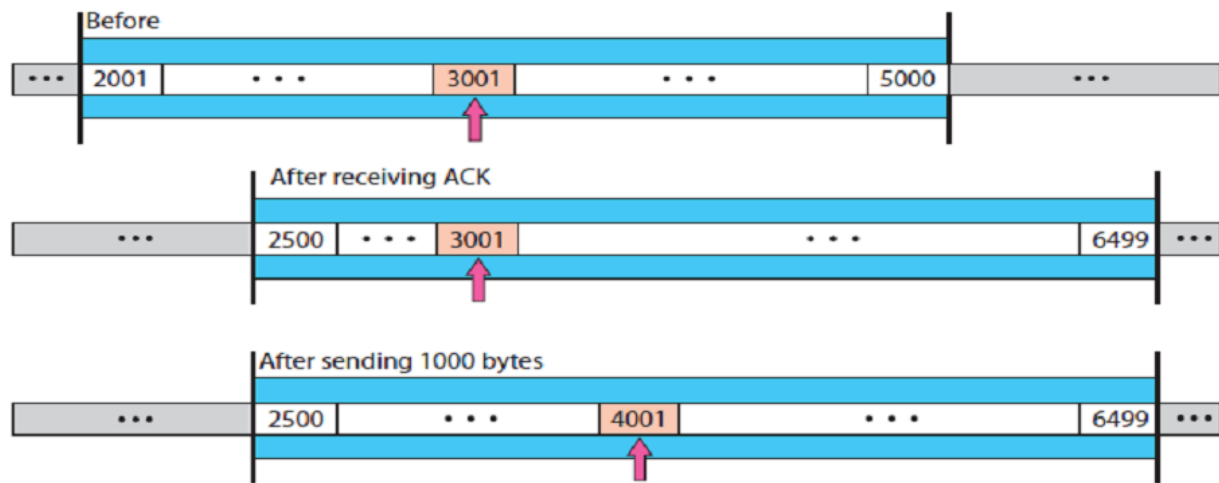 Before
... 2001 ... 3001 ... 5000 ...
After receiving ACK
... 2500 ... 3001 ... 6499 ...
After sending 1000 bytes
... 2500 ... 4001 ... 6499 ...